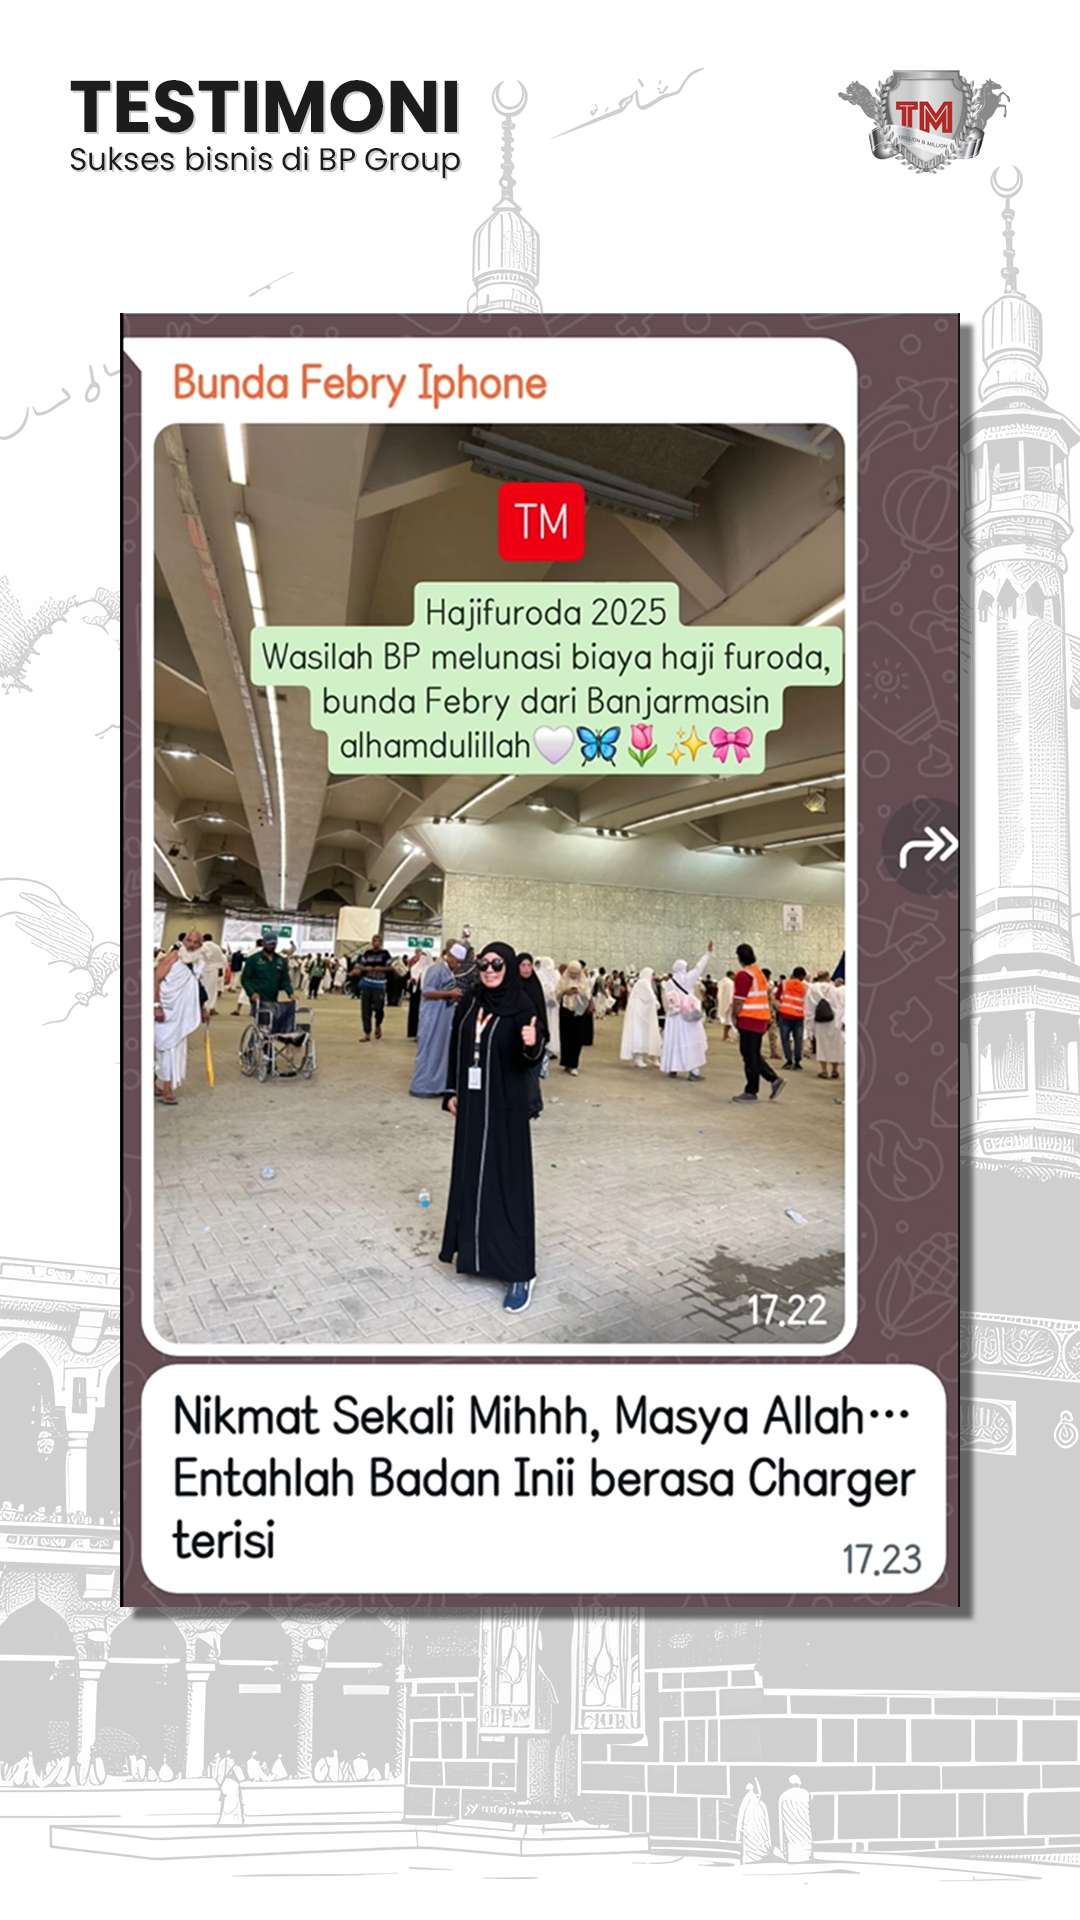 TESTIMONI
Sukses bisnis di BP Group
TM
TRILLION & MILLION
Bunda Febry Iphone
TM
Hajifuroda 2025
Wasilah BP melunasi biaya haji furoda,
bunda Febry dari Banjarmasin
alhamdulillah🤍🦋🌷✨🎀
17.22
Nikmat Sekali Mihhh, Masya Allah…
Entahlah Badan Inii berasa Charger
terisi
17.23